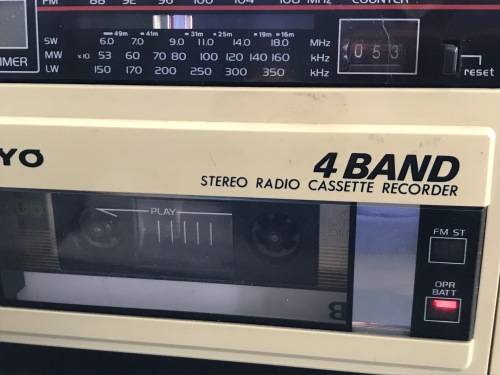 FM 88 92 96 100 104 108 MHz COUNTER
49m 41m 31m 25m 19m 16m
SW 6.0 7.0 9.0 11.0 14.0 18.0 MHz
MW x10 53 60 70 80 100 120 140 160 kHz
LW 150 170 200 250 300 350 kHz
053
reset
MMER
YO
4 BAND
STEREO RADIO CASSETTE RECORDER
PLAY
FM ST
OPR
BATT
B